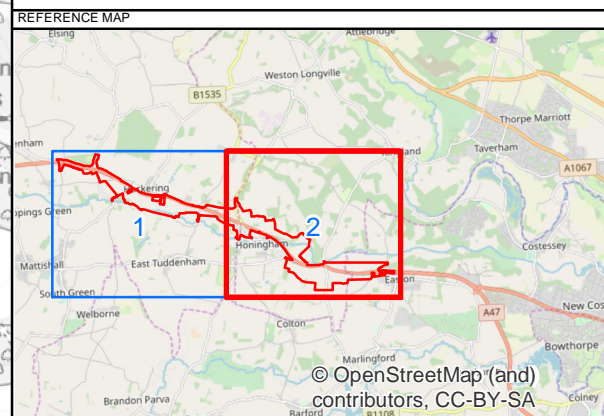 REFERENCE MAP
Elsing
Attlebridge
Weston Longville
B1535
Thorpe Marriott
Taverham
A1067
Hockering
1
2
Honingham
Costessey
Mattishall
East Tuddenham
Easton
South Green
Welborne
A47
New Cos
Colton
Bowthorpe
Marlingford
© OpenStreetMap (and)
contributors, CC-BY-SA
Brandon Parva
Barford
B1108
Colney